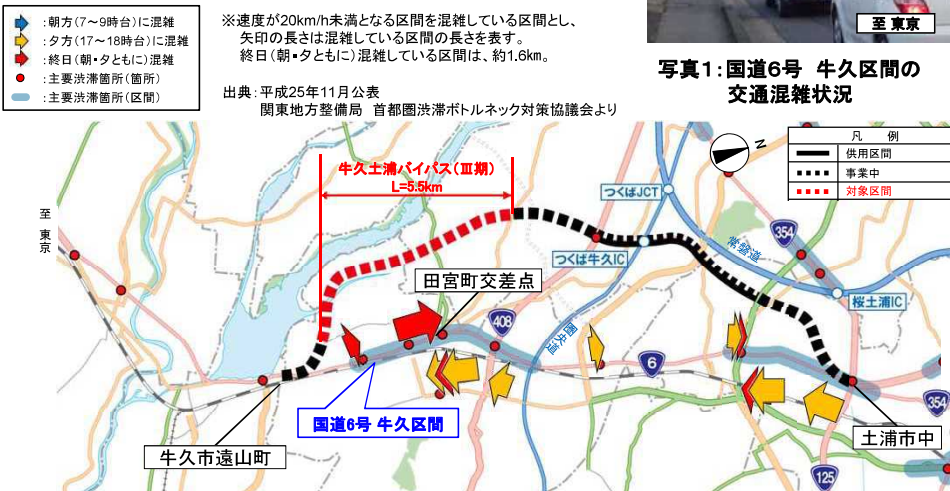 :朝方(7～9時台)に混雑
:夕方(17～18時台)に混雑
:終日(朝・夕ともに)混雑
:主要渋滞箇所(箇所)
:主要渋滞箇所(区間)
※速度が20km/h未満となる区間を混雑している区間とし、
矢印の長さは混雑している区間の長さを表す。
終日(朝・夕ともに)混雑している区間は、約1.6km。
出典:平成25年11月公表
関東地方整備局 首都圏渋滞ボトルネック対策協議会より
至 東京
写真1:国道6号 牛久区間の
交通混雑状況
凡 例
供用区間
事業中
対象区間
N
牛久土浦バイパス(Ⅲ期)
L=5.5km
至 東京
つくばJCT
つくば牛久IC
常磐道
354
桜土浦IC
田宮町交差点
408
圏央道
6
国道6号 牛久区間
牛久市遠山町
土浦市中
354
125